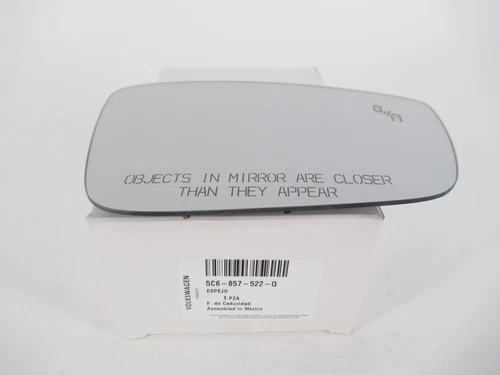 OBJECTS IN MIRROR ARE CLOSER
THAN THEY APPEAR
VOLKSWAGEN
5C6-857-522-Q
ESPEJO
1 PZA
F. de Caducidad
Assembled in Mexico